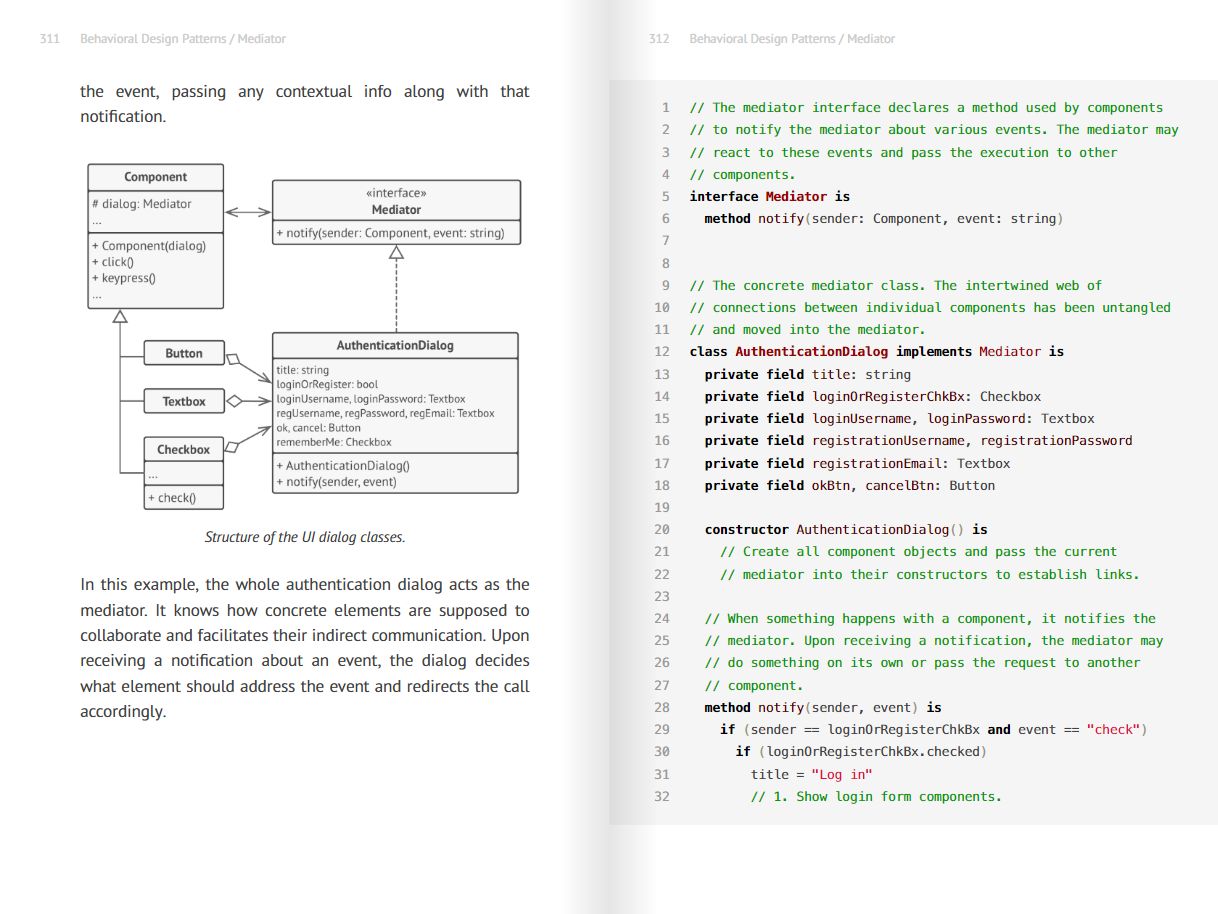 311 Behavioral Design Patterns / Mediator
the event, passing any contextual info along with that
notification.
Component
# dialog: Mediator
...
+ Component(dialog)
+ click()
+ keypress()
...
«interface»
Mediator
+ notify(sender: Component, event: string)
Button
Textbox
Checkbox
...
+ check()
AuthenticationDialog
title: string
loginOrRegister: bool
loginUsername, loginPassword: Textbox
regUsername, regPassword, regEmail: Textbox
ok, cancel: Button
rememberMe: Checkbox
+ AuthenticationDialog()
+ notify(sender, event)
Structure of the UI dialog classes.
In this example, the whole authentication dialog acts as the
mediator. It knows how concrete elements are supposed to
collaborate and facilitates their indirect communication. Upon
receiving a notification about an event, the dialog decides
what element should address the event and redirects the call
accordingly.
312 Behavioral Design Patterns / Mediator
1 // The mediator interface declares a method used by components
2 // to notify the mediator about various events. The mediator may
3 // react to these events and pass the execution to other
4 // components.
5 interface Mediator is
6 method notify(sender: Component, event: string)
7
8
9 // The concrete mediator class. The intertwined web of
10 // connections between individual components has been untangled
11 // and moved into the mediator.
12 class AuthenticationDialog implements Mediator is
13 private field title: string
14 private field loginOrRegisterChkBx: Checkbox
15 private field loginUsername, loginPassword: Textbox
16 private field registrationUsername, registrationPassword
17 private field registrationEmail: Textbox
18 private field okBtn, cancelBtn: Button
19
20 constructor AuthenticationDialog() is
21 // Create all component objects and pass the current
22 // mediator into their constructors to establish links.
23
24 // When something happens with a component, it notifies the
25 // mediator. Upon receiving a notification, the mediator may
26 // do something on its own or pass the request to another
27 // component.
28 method notify(sender, event) is
29 if (sender == loginOrRegisterChkBx and event == "check")
30 if (loginOrRegisterChkBx.checked)
31 title = "Log in"
32 // 1. Show login form components.